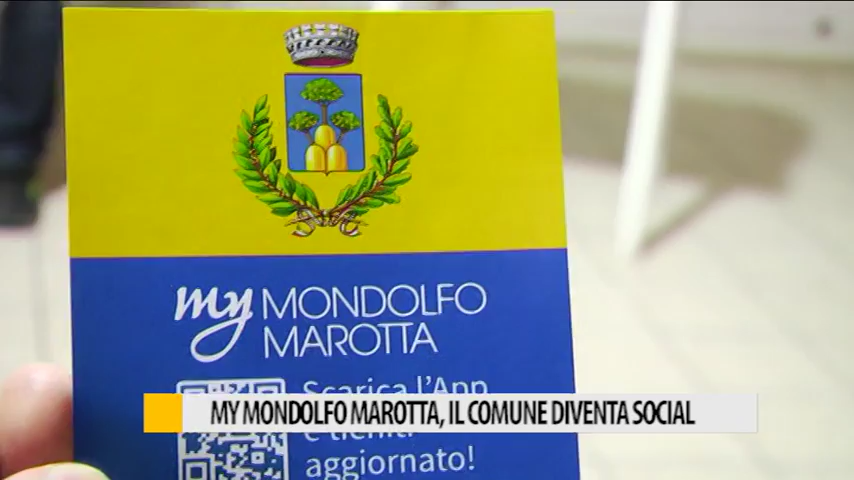 my MONDOLFO
MAROTTA
Scarica l'App
MY MONDOLFO MAROTTA, IL COMUNE DIVENTA SOCIAL
aggiornato!